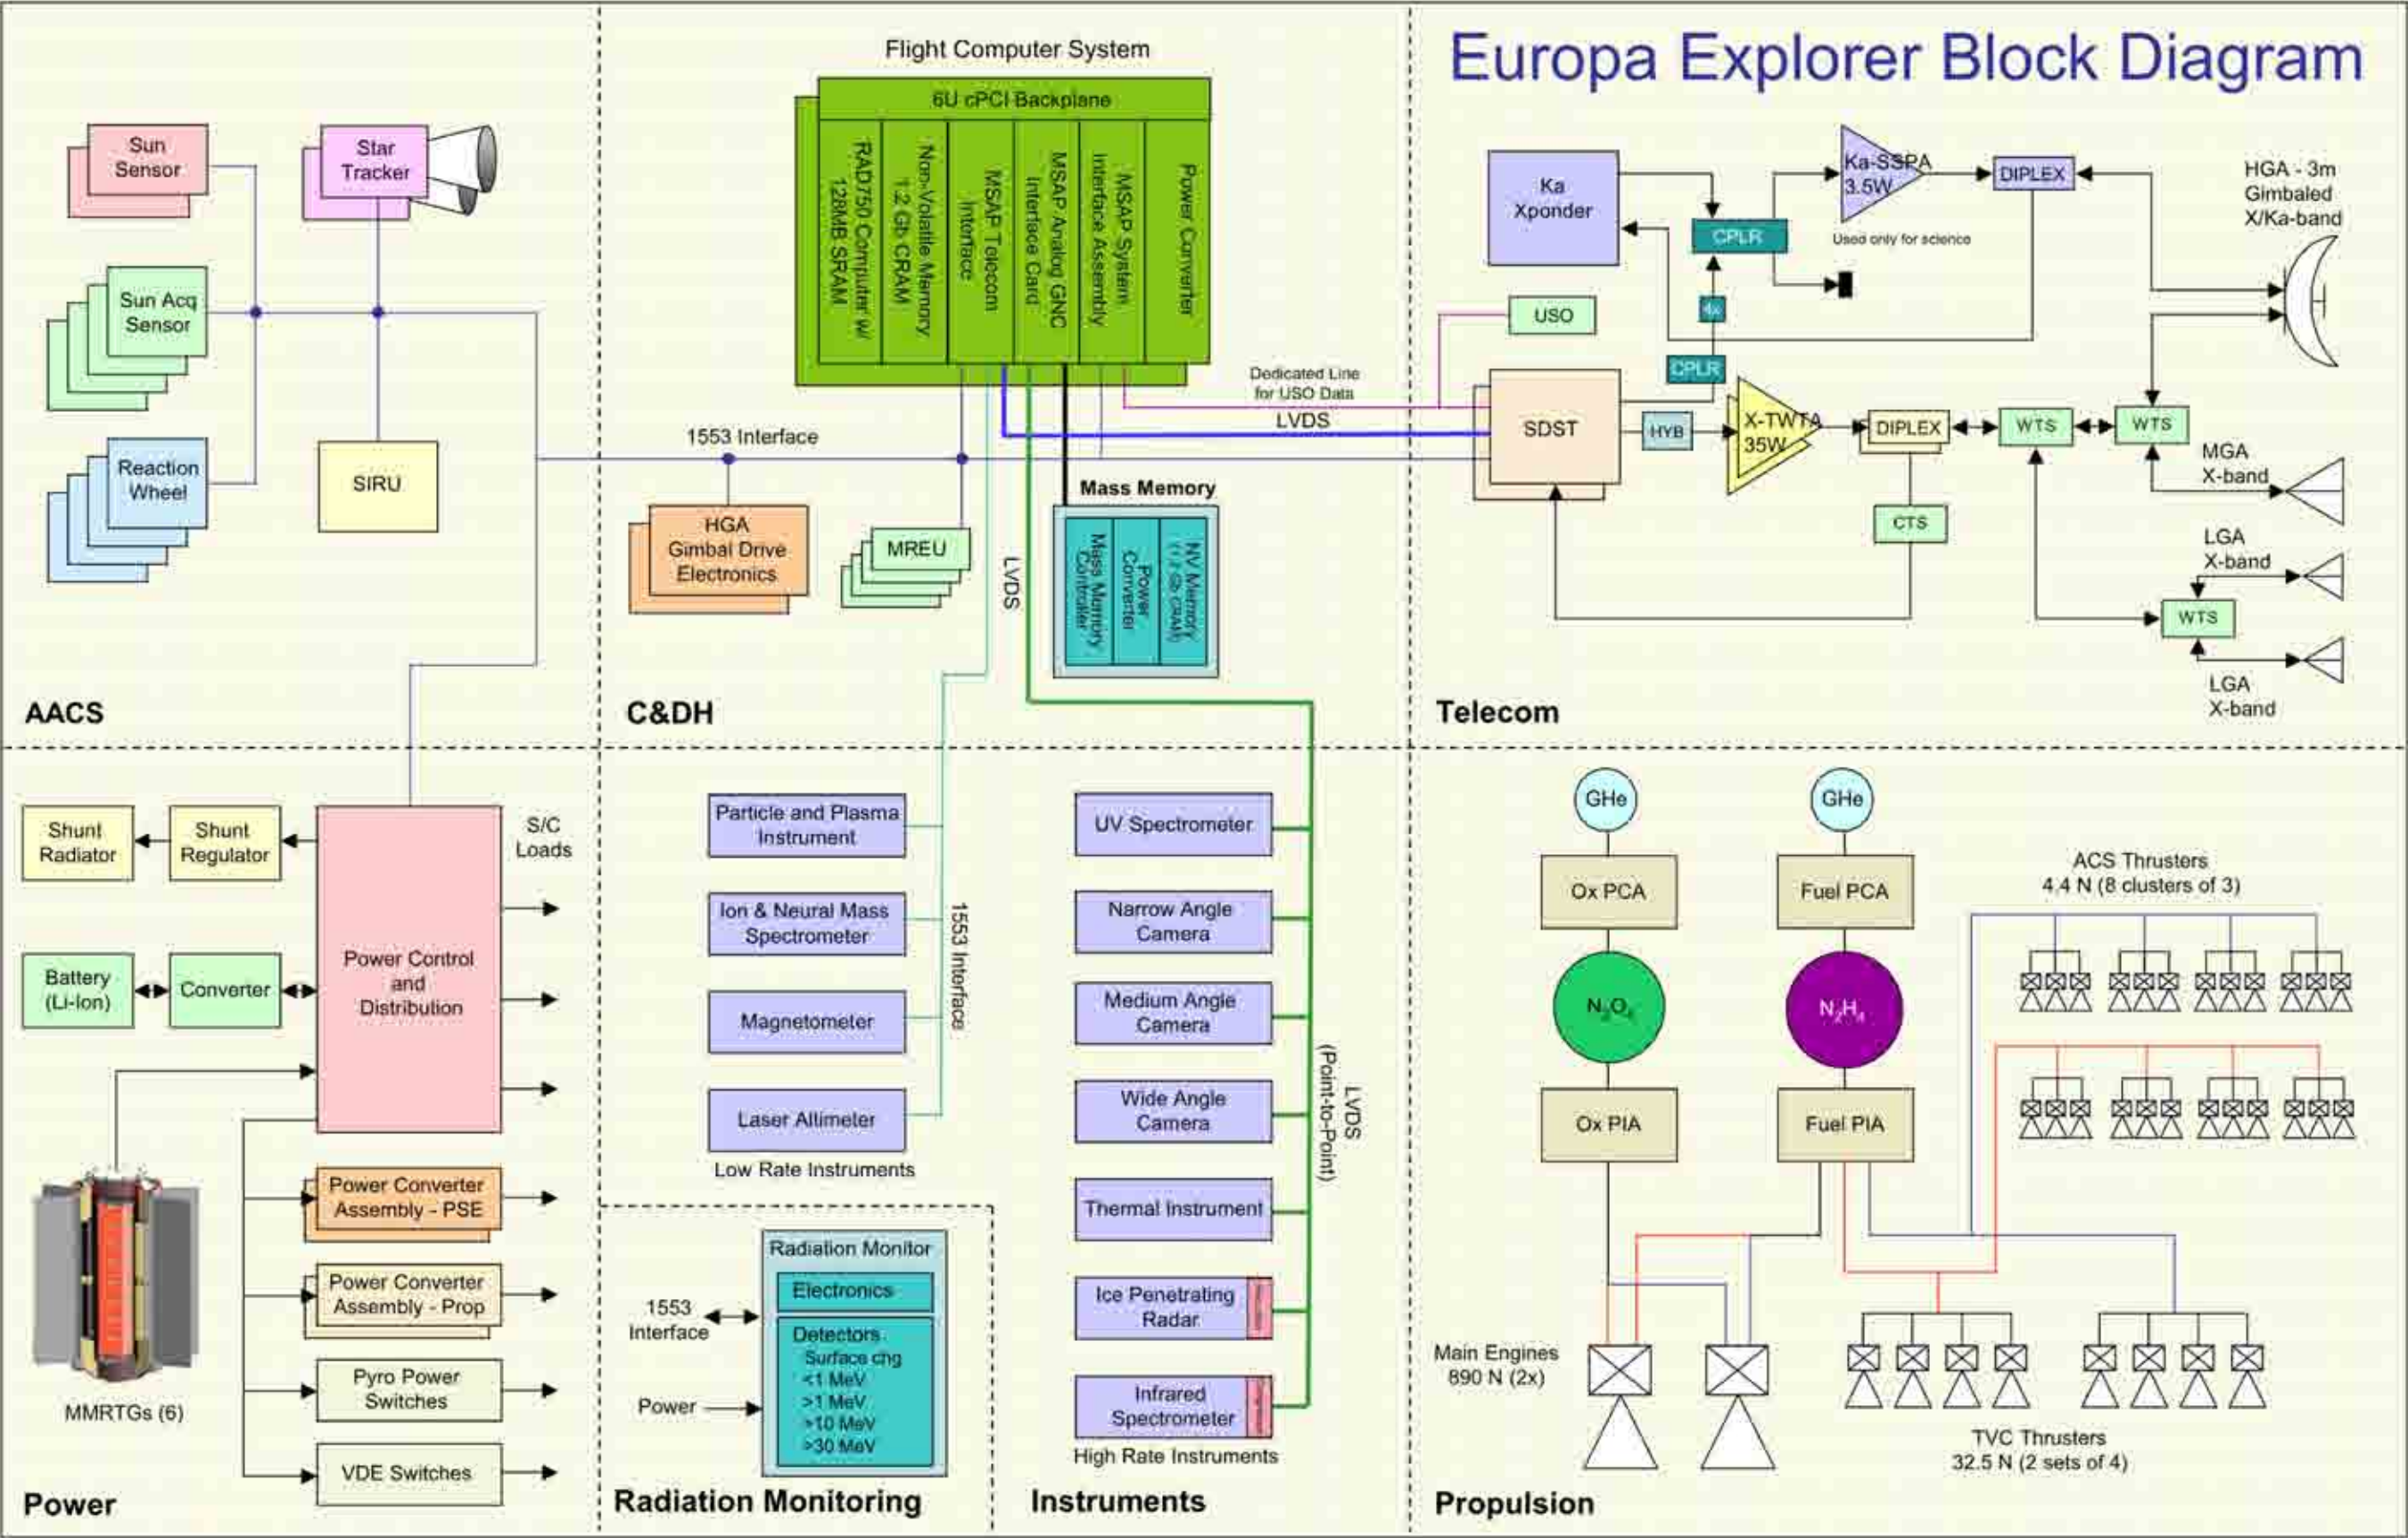 Europa Explorer Block Diagram
Flight Computer System
6U cPCI Backplane
RAD750 Computer w/
128MB SRAM
Non-Volatile Memory
1.2 Gb CRAM
MSAP Telecom
Interface
MSAP Analog GNC
Interface Card
MSAP System
Interface Assembly
Power Converter
Sun
Sensor
Star
Tracker
Sun Acq
Sensor
Reaction
Wheel
SIRU
AACS
1553 Interface
HGA
Gimbal Drive
Electronics
MREU
LVDS
Mass Memory
Mass Memory
Controller
Power
Converter
NV Memory
Dedicated Line
for USO Data
LVDS
C&DH
Ka
Xponder
CPLR
Ka-SSPA
3.5W
DIPLEX
Used only for science
HGA - 3m
Gimbaled
X/Ka-band
USO
4x
CPLR
SDST
HYB
X-TWTA
35W
DIPLEX
WTS
WTS
CTS
MGA
X-band
LGA
X-band
WTS
LGA
X-band
Telecom
Shunt
Radiator
Shunt
Regulator
S/C
Loads
Battery
(Li-Ion)
Converter
Power Control
and
Distribution
MMRTGs (6)
Power Converter
Assembly - PSE
Power Converter
Assembly - Prop
Pyro Power
Switches
VDE Switches
Power
Particle and Plasma
Instrument
Ion & Neural Mass
Spectrometer
Magnetometer
Laser Altimeter
Low Rate Instruments
1553 Interface
UV Spectrometer
Narrow Angle
Camera
Medium Angle
Camera
Wide Angle
Camera
Thermal Instrument
Ice Penetrating
Radar
Infrared
Spectrometer
High Rate Instruments
LVDS
(Point-to-Point)
Instruments
Radiation Monitor
Electronics
Detectors
Surface chg
<1 MeV
>1 MeV
>10 MeV
>30 MeV
1553
Interface
Power
Radiation Monitoring
GHe
GHe
Ox PCA
Fuel PCA
N2O4
N2H4
Ox PIA
Fuel PIA
ACS Thrusters
4.4 N (8 clusters of 3)
Main Engines
890 N (2x)
TVC Thrusters
32.5 N (2 sets of 4)
Propulsion